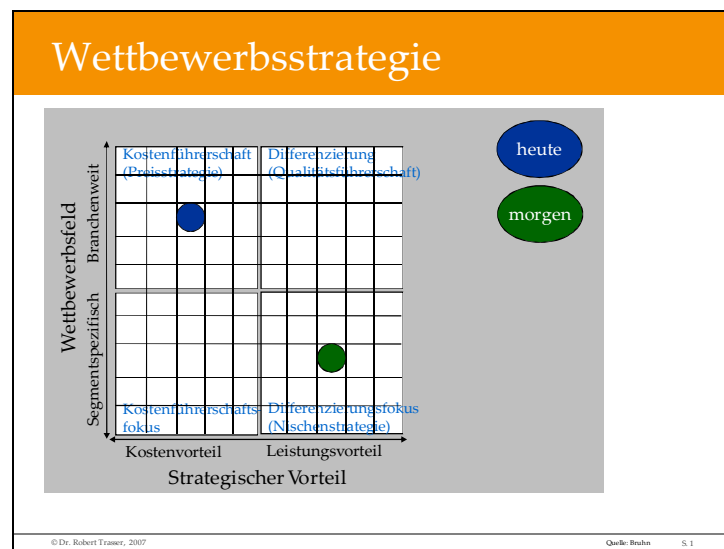 Wettbewerbsstrategie
heute
morgen
Kostenführerschaft
(Preisstrategie)
Differenzierung
(Qualitätsführerschaft)
Wettbewerbsfeld
Branchenweit
Segmentspezifisch
Kostenführerschafts-
fokus
Differenzierungsfokus
(Nischenstrategie)
Kostenvorteil
Leistungsvorteil
Strategischer Vorteil
© Dr. Robert Trasser, 2007
Quelle: Bruhn
S. 1